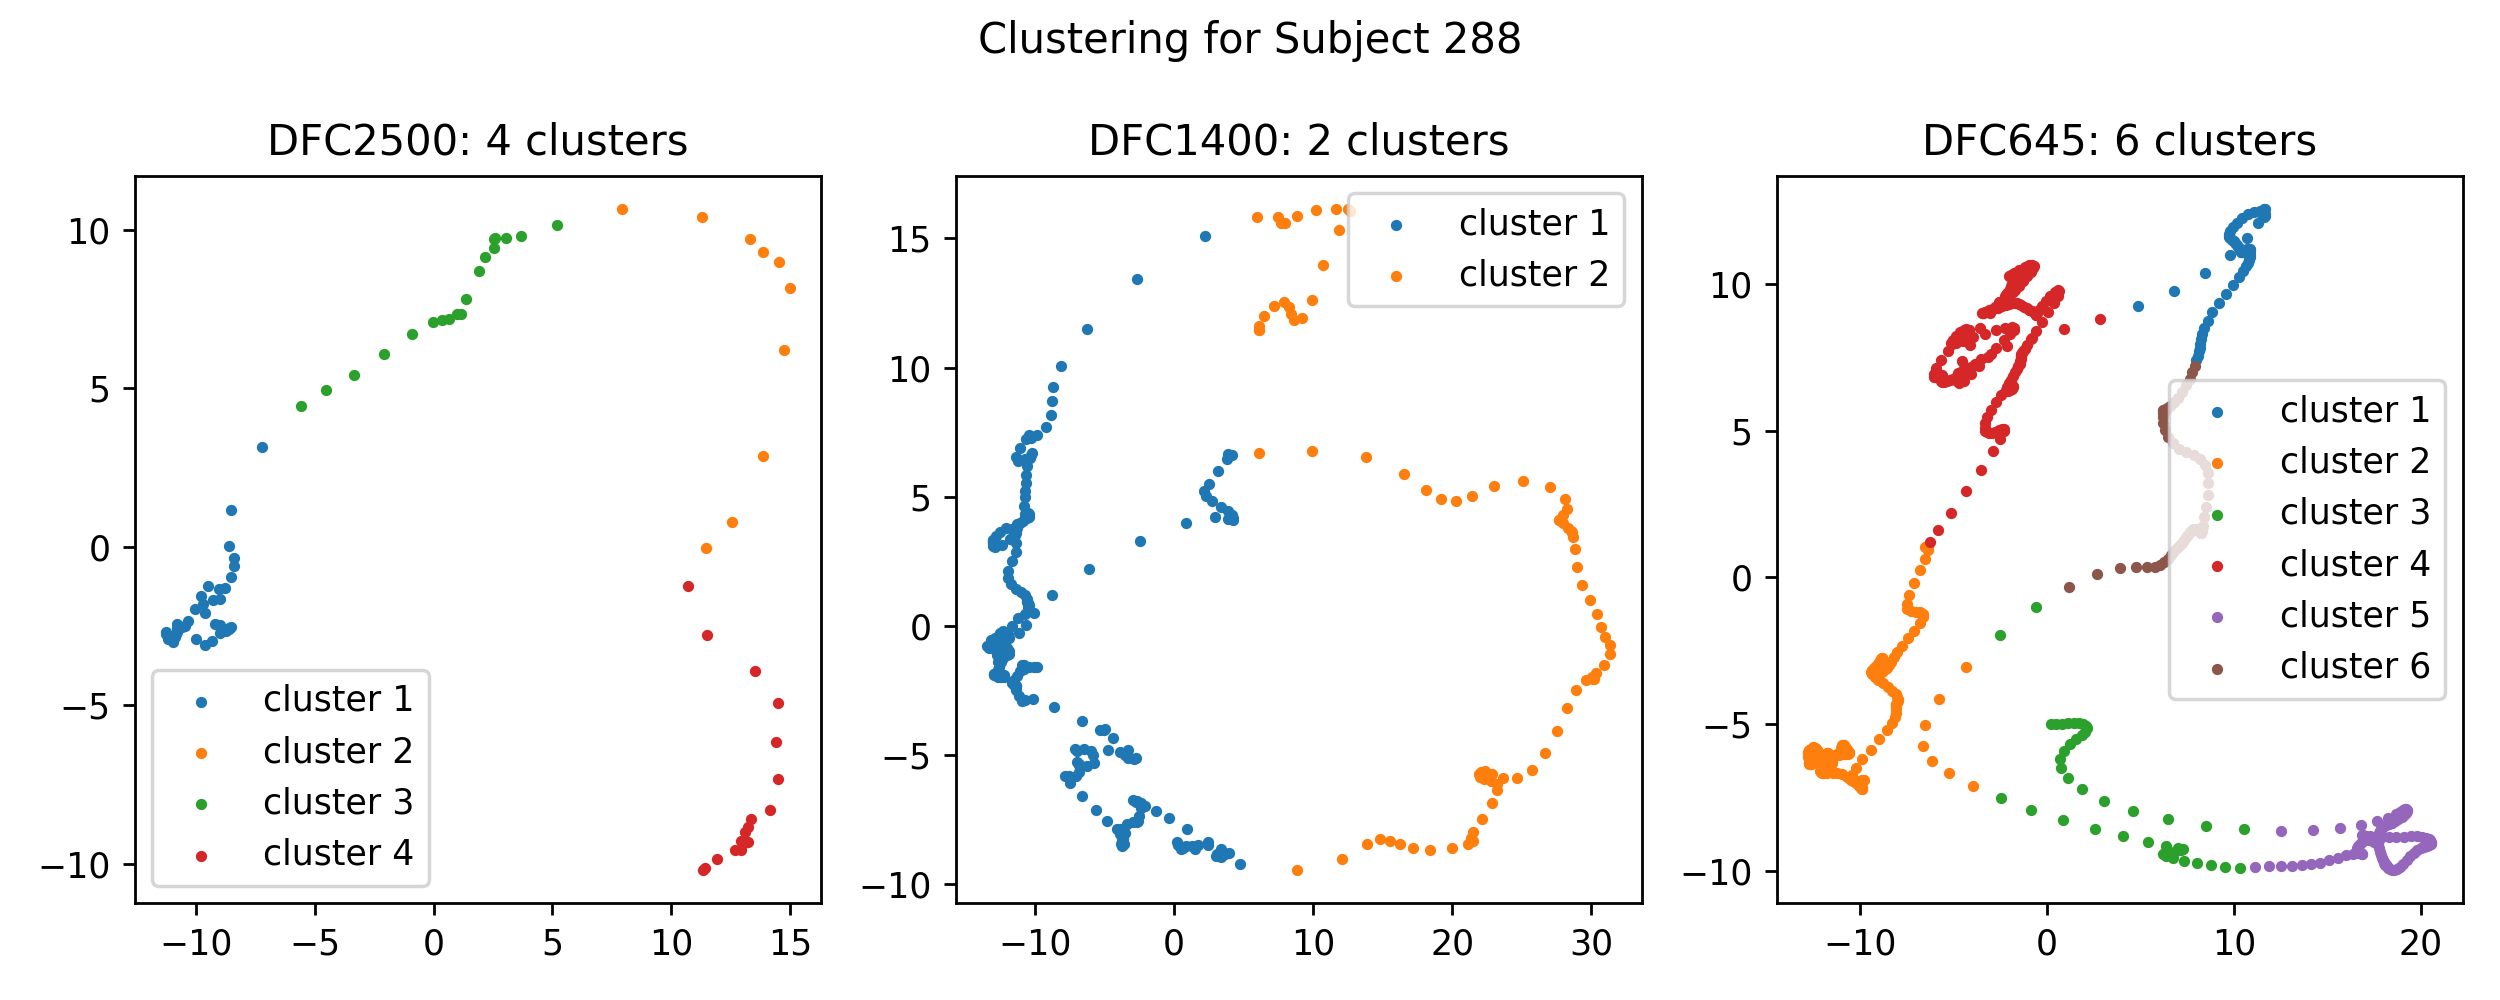 Clustering for Subject 288
DFC2500: 4 clusters
10
5
0
−5
−10
−10 −5 0 5 10 15
cluster 1
cluster 2
cluster 3
cluster 4
DFC1400: 2 clusters
15
10
5
0
−5
−10
−10 0 10 20 30
cluster 1
cluster 2
DFC645: 6 clusters
10
5
0
−5
−10
−10 0 10 20
cluster 1
cluster 2
cluster 3
cluster 4
cluster 5
cluster 6